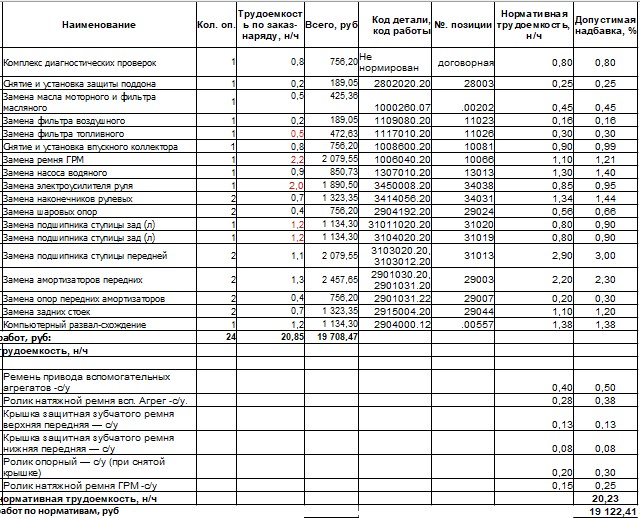 Наименование Кол. оп. Трудоемкость по заказ-наряду, н/ч Всего, руб Код детали, код работы №. позиции Нормативная трудоемкость, н/ч Допустимая надбавка, %
Комплекс диагностических проверок 1 0,8 756,20 Не нормирован договорная 0,80 0,80
Снятие и установка защиты поддона 1 0,2 189,05 2802020.20 28003 0,25 0,25
Замена масла моторного и фильтра масляного 1 0,5 425,36 1000260.07 .00202 0,45 0,45
Замена фильтра воздушного 1 0,2 189,05 1109080.20 11023 0,16 0,16
Замена фильтра топливного 1 0,5 472,63 1117010.20 11026 0,30 0,30
Снятие и установка впускного коллектора 1 0,8 756,20 1008600.20 10081 0,90 0,99
Замена ремня ГРМ 1 2,2 2 079,55 1006040.20 10066 1,10 1,21
Замена насоса водяного 1 0,9 850,73 1307010.20 13013 1,30 1,40
Замена электроусилителя руля 1 2,0 1 890,50 3450008.20 34038 0,85 0,95
Замена наконечников рулевых 2 0,7 1 323,35 3414056.20 34031 1,34 1,44
Замена шаровых опор 2 0,4 756,20 2904192.20 29024 0,56 0,66
Замена подшипника ступицы зад (л) 1 1,2 1 134,30 31011020.20 31020 0,80 0,90
Замена подшипника ступицы зад (л) 1 1,2 1 134,30 3104020.20 31019 0,80 0,90
Замена подшипника ступицы передней 2 1,1 2 079,55 3103020.20, 3103012.20 31013 2,90 3,00
Замена амортизаторов передних 2 1,3 2 457,65 2901030.20, 2901031.20 29003 2,20 2,30
Замена опор передних амортизаторов 2 0,4 756,20 2901031.22 29007 0,20 0,30
Замена задних стоек 2 0,7 1 323,35 2915004.20 29044 1,10 1,20
Компьютерный развал-схождение 1 1,2 1 134,30 2904000.12 .00557 1,38 1,38
работ, руб: 24 20,85 19 708,47
трудоемкость, н/ч
Ремень привода вспомогательных агрегатов -с/у 0,40 0,50
Ролик натяжной ремня всп. Агрег -с/у. 0,28 0,38
Крышка защитная зубчатого ремня верхняя передняя — с/у 0,13 0,13
Крышка защитная зубчатого ремня нижняя передняя — с/у 0,08 0,08
Ролик опорный — с/у (при снятой крышке) 0,20 0,30
Ролик натяжной ремня ГРМ -с/у 0,15 0,25
нормативная трудоемкость, н/ч 20,23
работ по нормативам, руб 19 122,41